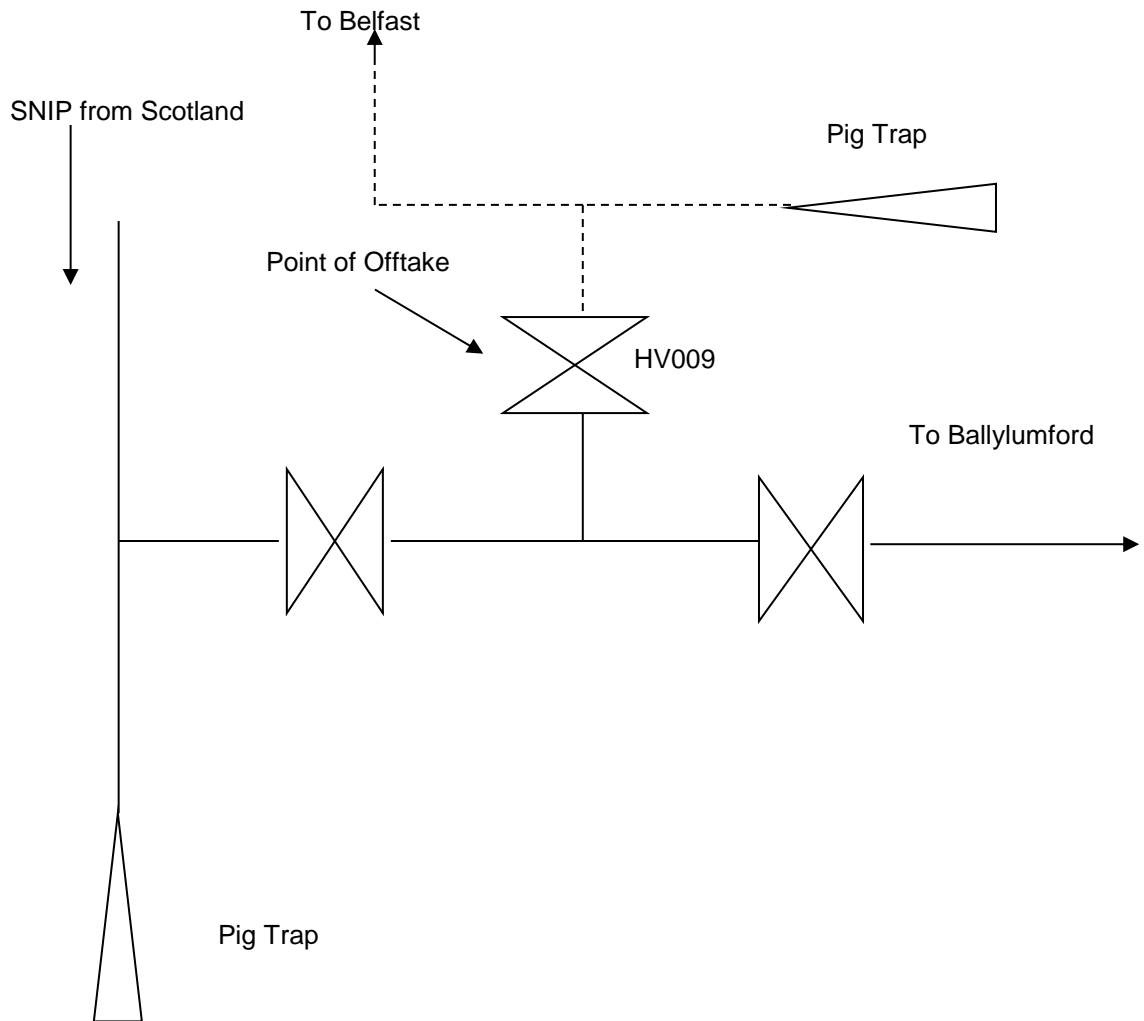 To Belfast
SNIP from Scotland
Pig Trap
Point of Offtake
HV009
To Ballylumford
Pig Trap